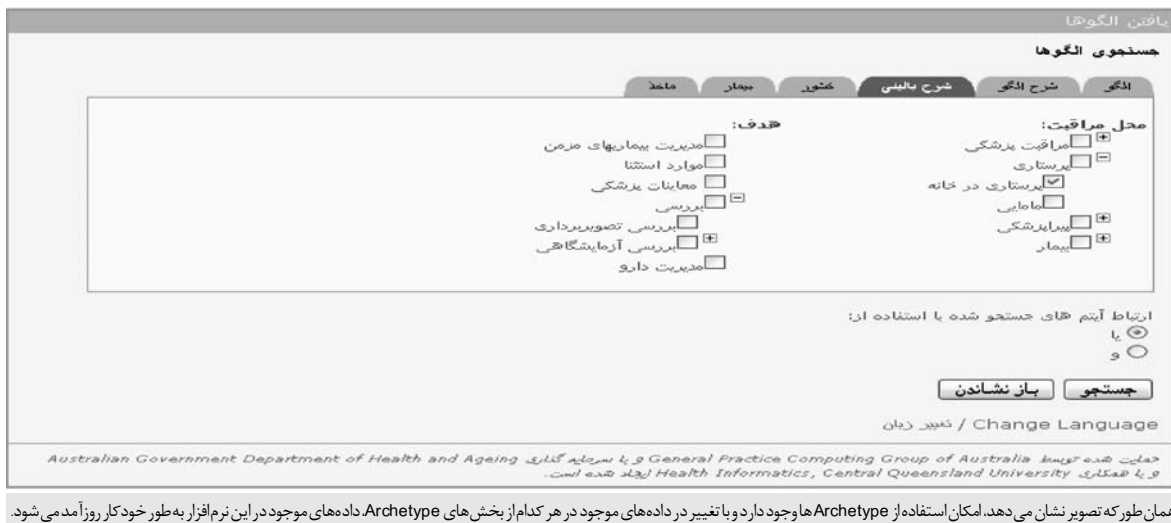 یافتن الگوها
جستجوی الگوها
الگو شرح الگو شرح بالینی کشور بیمار ماخذ
محل مراقبت:
مراقبت پزشکی
پرستاری
پرستاری در خانه
مامایی
پیراپزشکی
بیمار
هدف:
مدیریت بیماریهای مزمن
موارد استثنا
معاینات پزشکی
بررسی
بررسی تصویربرداری
بررسی آزمایشگاهی
مدیریت دارو
ارتباط آیتم های جستجو شده با استفاده از:
یا
و
جستجو باز نشاندن
Change Language / تغییر زبان
حمایت شده توسط General Practice Computing Group of Australia و با سرمایه گذاری Australian Government Department of Health and Ageing
و با همکاری Health Informatics, Central Queensland University ایجاد شده است.
مان‌طور که تصویر نشان می‌دهد، امکان استفاده از Archetypeها وجود دارد و با تغییر در داده‌های موجود در هر کدام از بخش‌های Archetype، داده‌های موجود در این نرم‌افزار به‌طور خودکار روزآمد می‌شود.